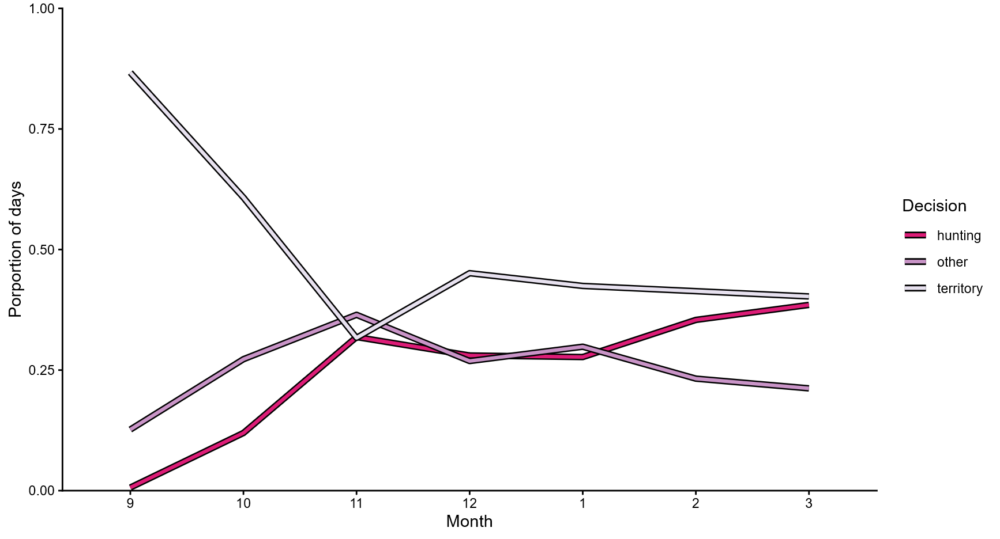 1.00
0.75
0.50
0.25
0.00
Porportion of days
9 10 11 12 1 2 3
Month
Decision
hunting
other
territory